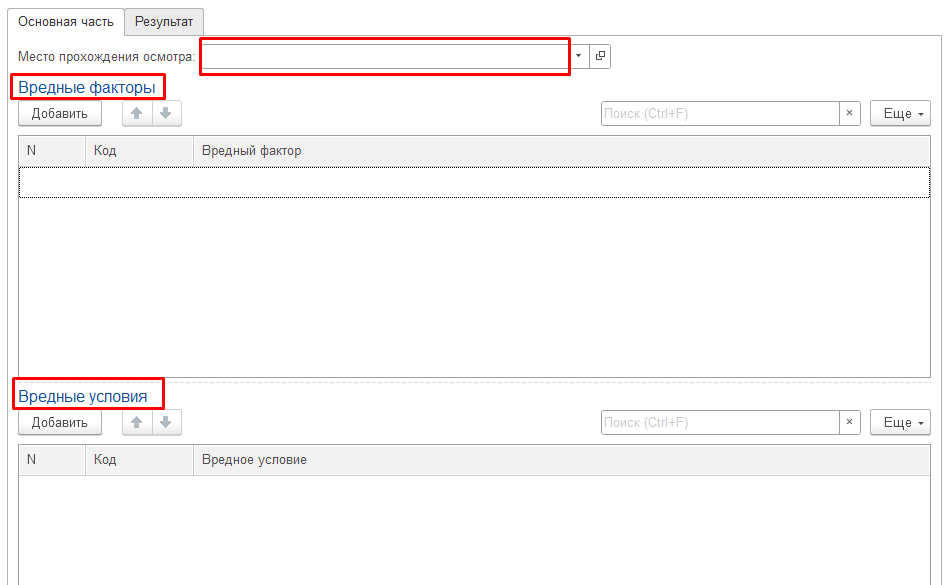 Основная часть Результат
Место прохождения осмотра:
Вредные факторы
Добавить Поиск (Ctrl+F) × Еще
N Код Вредный фактор
Вредные условия
Добавить Поиск (Ctrl+F) × Еще
N Код Вредное условие